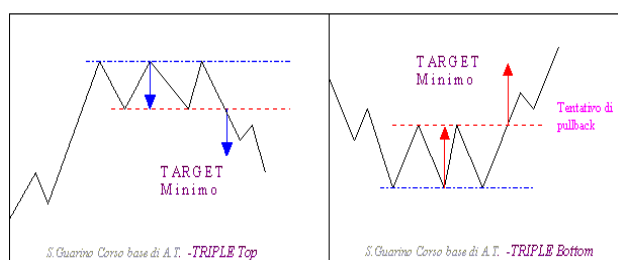 TARGET
Minimo
S.Guarino Corso base di A.T. -TRIPLE Top
TARGET
Minimo
Tentativo di
pullback
S.Guarino Corso base di A.T. -TRIPLE Bottom